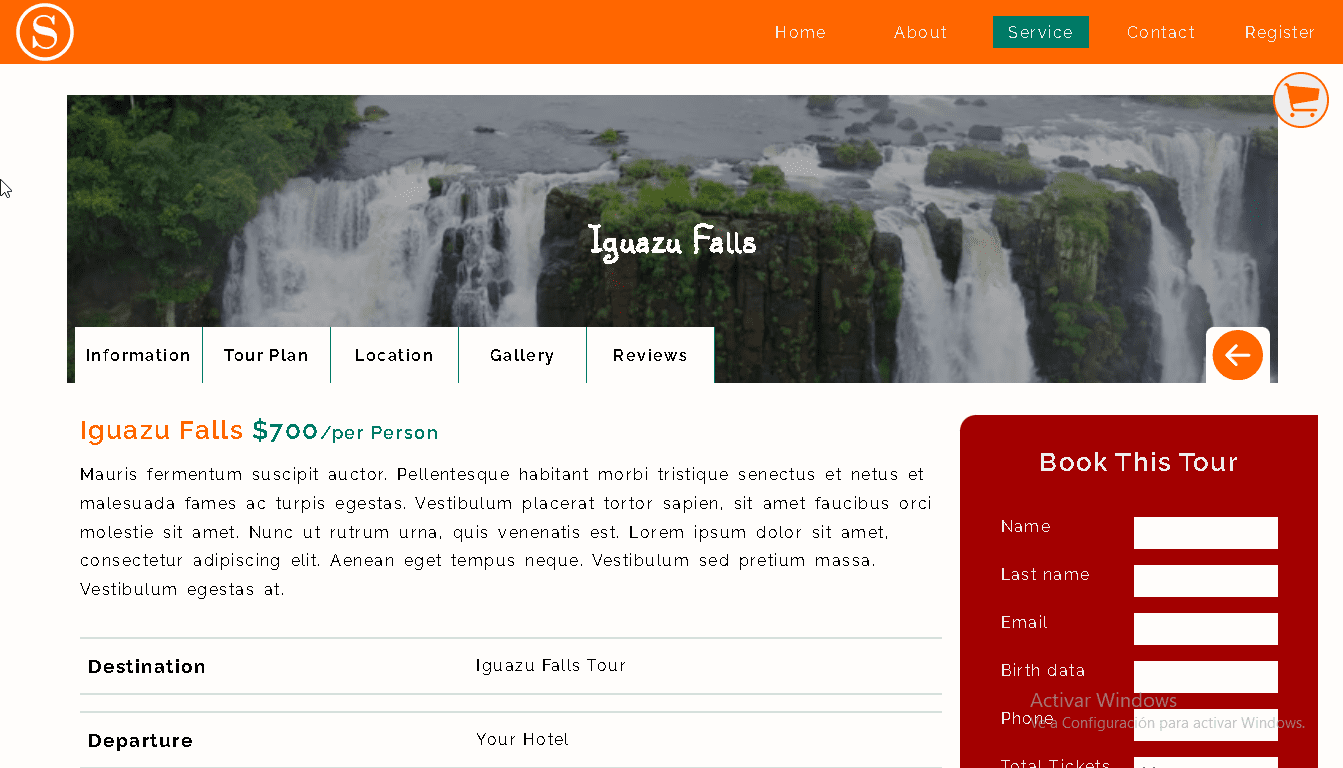 S
Home About Service Contact Register
Iguazu Falls
Information Tour Plan Location Gallery Reviews
Iguazu Falls $700/per Person
Mauris fermentum suscipit auctor. Pellentesque habitant morbi tristique senectus et netus et
malesuada fames ac turpis egestas. Vestibulum placerat tortor sapien, sit amet faucibus orci
molestie sit amet. Nunc ut rutrum urna, quis venenatis est. Lorem ipsum dolor sit amet,
consectetur adipiscing elit. Aenean eget tempus neque. Vestibulum sed pretium massa.
Vestibulum egestas at.
Destination Iguazu Falls Tour
Departure Your Hotel
Book This Tour
Name
Last name
Email
Birth data
Phone
Total Tickets
Activar Windows
Ve a Configuración para activar Windows.